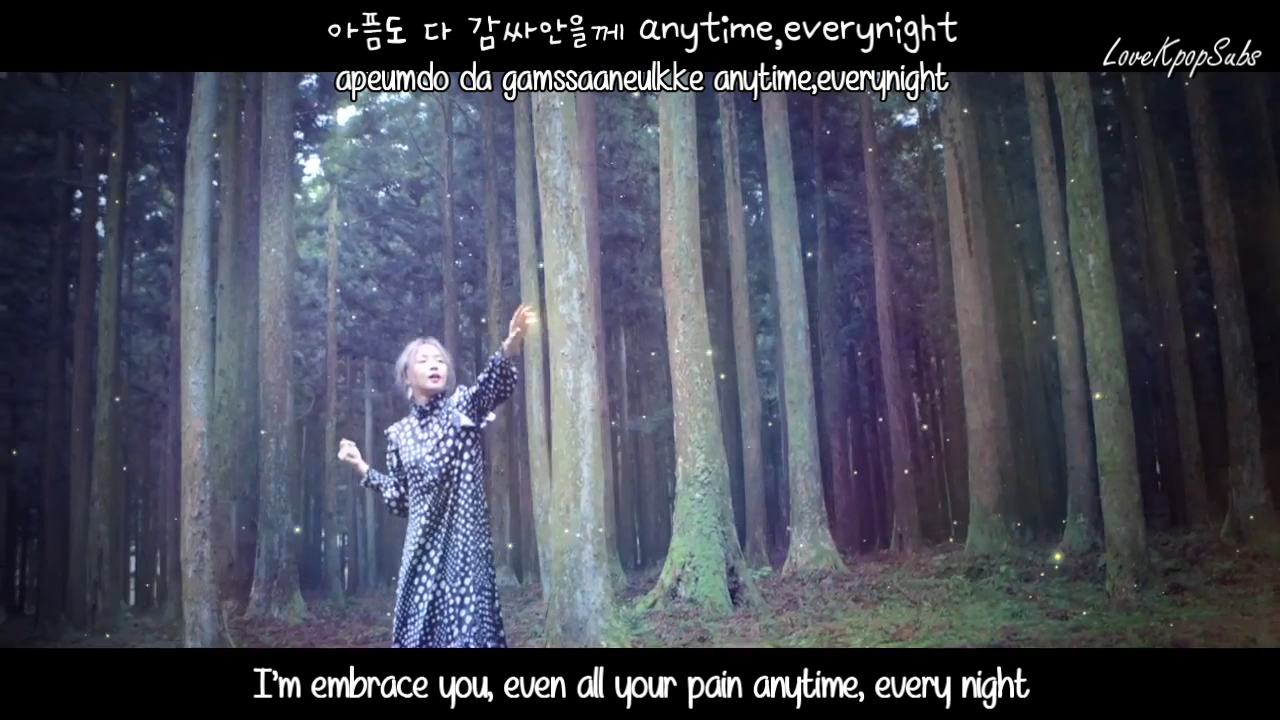 아픔도 다 감싸안을께 anytime,everynight
LoveKpopSubs
apeumdo da gamssaaneulkke anytime,everynight
I'm embrace you, even all your pain anytime, every night